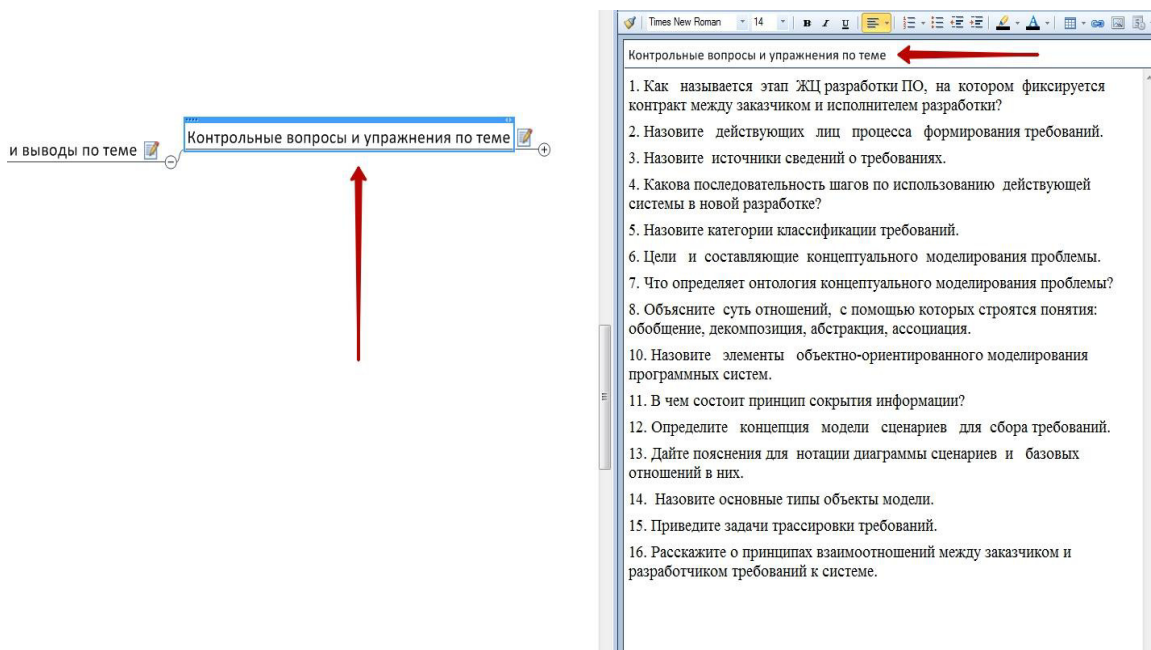 и выводы по теме
Контрольные вопросы и упражнения по теме
Times New Roman 14 B I U A
Контрольные вопросы и упражнения по теме
1. Как называется этап ЖЦ разработки ПО, на котором фиксируется
контракт между заказчиком и исполнителем разработки?
2. Назовите действующих лиц процесса формирования требований.
3. Назовите источники сведений о требованиях.
4. Какова последовательность шагов по использованию действующей
системы в новой разработке?
5. Назовите категории классификации требований.
6. Цели и составляющие концептуального моделирования проблемы.
7. Что определяет онтология концептуального моделирования проблемы?
8. Объясните суть отношений, с помощью которых строятся понятия:
обобщение, декомпозиция, абстракция, ассоциация.
10. Назовите элементы объектно-ориентированного моделирования
программных систем.
11. В чем состоит принцип сокрытия информации?
12. Определите концепция модели сценариев для сбора требований.
13. Дайте пояснения для нотации диаграммы сценариев и базовых
отношений в них.
14. Назовите основные типы объекты модели.
15. Приведите задачи трассировки требований.
16. Расскажите о принципах взаимоотношений между заказчиком и
разработчиком требований к системе.